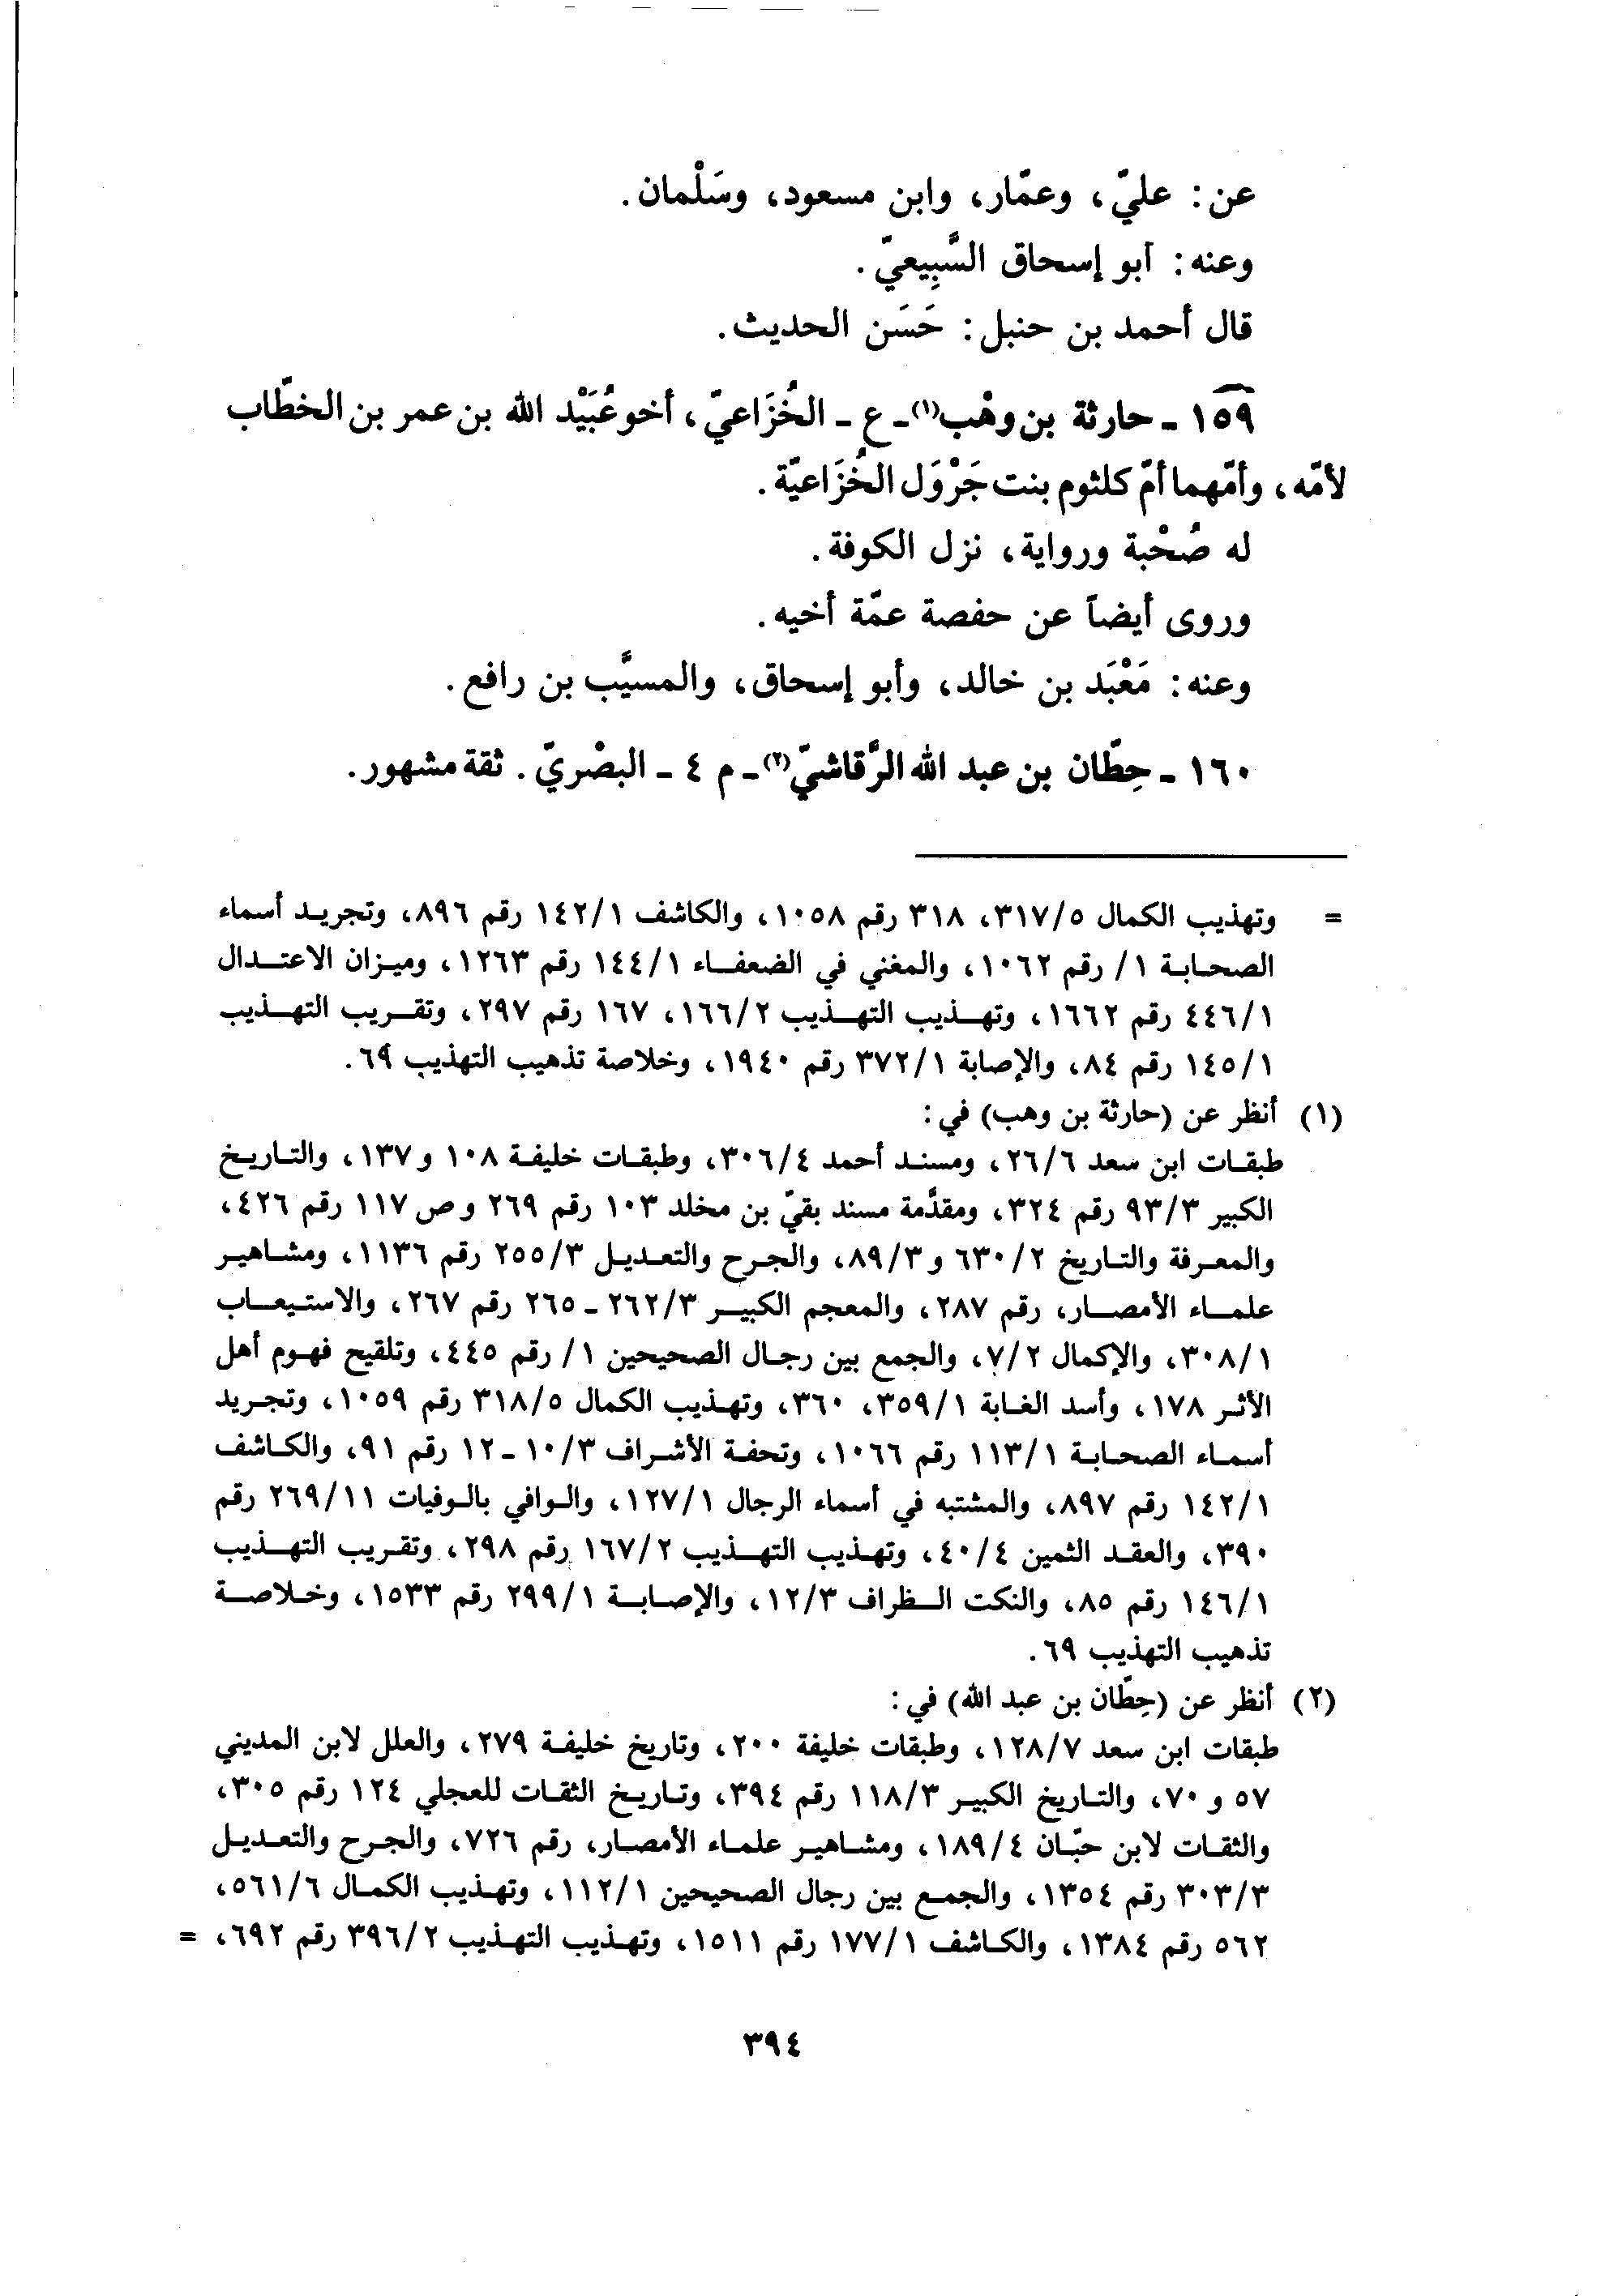 عن: عليّ، وعمّار، وابن مسعود، وسَلْمان.
وعنه: أبو إسحاق السَّبِيعيّ.
قال أحمد بن حنبل: حَسَن الحديث.
١٥٩ ـ حارثة بن وهْب(١) ـ ع ـ الخُزَاعيّ، أخو عُبَيْد الله بن عمر بن الخطّاب
لأمّه، وأمّهما أمّ كلثوم بنت جَرْوَل الخُزَاعيّة.
له صُحْبة ورواية، نزل الكوفة.
وروى أيضاً عن حفصة عمّة أخيه.
وعنه: مَعْبَد بن خالد، وأبو إسحاق، والمسيَّب بن رافع.
١٦٠ ـ حِطّان بن عبد الله الرَّقاشيّ(٢) ـ م ٤ ـ البصْريّ. ثقة مشهور.
= وتهذيب الكمال ٣١٧/٥، ٣١٨ رقم ١٠٥٨، والكاشف ١٤٢/١ رقم ٨٩٦، وتجريد أسماء
الصحابة ١/ رقم ١٠٦٢، والمغني في الضعفاء ١٤٤/١ رقم ١٢٦٣، وميزان الاعتدال
٤٤٦/١ رقم ١٦٦٢، وتهذيب التهذيب ١٦٦/٢، ١٦٧ رقم ٢٩٧، وتقريب التهذيب
١٤٥/١ رقم ٨٤، والإصابة ٣٧٢/١ رقم ١٩٤٠، وخلاصة تذهيب التهذيب ٦٩.
(١) أنظر عن (حارثة بن وهب) في:
طبقات ابن سعد ٢٦/٦، ومسند أحمد ٣٠٦/٤، وطبقات خليفة ١٠٨ و١٣٧، والتاريخ
الكبير ٩٣/٣ رقم ٣٢٤، ومقدَّمة مسند بقيّ بن مخلد ١٠٣ رقم ٢٦٩ وص ١١٧ رقم ٤٢٦،
والمعرفة والتاريخ ٦٣٠/٢ و٨٩/٣، والجرح والتعديل ٢٥٥/٣ رقم ١١٣٦، ومشاهير
علماء الأمصار، رقم ٢٨٧، والمعجم الكبير ٢٦٢/٣ ـ ٢٦٥ رقم ٢٦٧، والاستيعاب
٣٠٨/١، والإكمال ٧/٢، والجمع بين رجال الصحيحين ١/ رقم ٤٤٥، وتلقيح فهوم أهل
الأثر ١٧٨، وأسد الغابة ٣٥٩/١، ٣٦٠، وتهذيب الكمال ٣١٨/٥ رقم ١٠٥٩، وتجريد
أسماء الصحابة ١١٣/١ رقم ١٠٦٦، وتحفة الأشراف ١٠/٣ ـ ١٢ رقم ٩١، والكاشف
١٤٢/١ رقم ٨٩٧، والمشتبه في أسماء الرجال ١٢٧/١، والوافي بالوفيات ٢٦٩/١١ رقم
٣٩٠، والعقد الثمين ٤٠/٤، وتهذيب التهذيب ١٦٧/٢ رقم ٢٩٨، وتقريب التهذيب
١٤٦/١ رقم ٨٥، والنكت الظراف ١٢/٣، والإصابة ٢٩٩/١ رقم ١٥٣٣، وخلاصة
تذهيب التهذيب ٦٩.
(٢) أنظر عن (حِطّان بن عبد الله) في:
طبقات ابن سعد ١٢٨/٧، وطبقات خليفة ٢٠٠، وتاريخ خليفة ٢٧٩، والعلل لابن المديني
٥٧ و٧٠، والتاريخ الكبير ١١٨/٣ رقم ٣٩٤، وتاريخ الثقات للعجلي ١٢٤ رقم ٣٠٥،
والثقات لابن حبّان ١٨٩/٤، ومشاهير علماء الأمصار، رقم ٧٢٦، والجرح والتعديل
٣٠٣/٣ رقم ١٣٥٤، والجمع بين رجال الصحيحين ١١٢/١، وتهذيب الكمال ٥٦١/٦،
٥٦٢ رقم ١٣٨٤، والكاشف ١٧٧/١ رقم ١٥١١، وتهذيب التهذيب ٣٩٦/٢ رقم ٦٩٢، =
٣٩٤